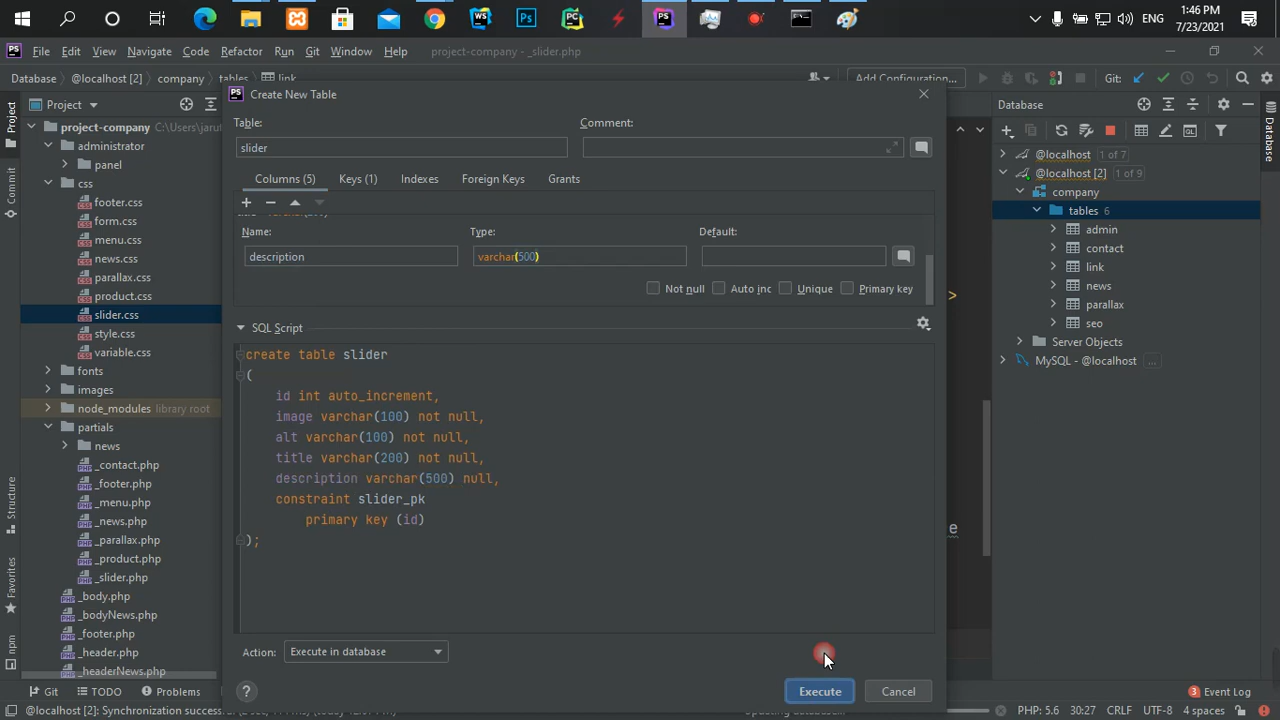 ENG
1:46 PM
7/23/2021
File Edit View Navigate Code Refactor Run Git Window Help
project-company - _slider.php
Database @localhost [2] company tables link
Add Configuration...
Git:
Project
project-company C:\Users\jaru
administrator
panel
css
footer.css
form.css
menu.css
news.css
parallax.css
product.css
slider.css
style.css
variable.css
fonts
images
node_modules library root
partials
news
_contact.php
_footer.php
_menu.php
_news.php
_parallax.php
_product.php
_slider.php
_body.php
_bodyNews.php
_footer.php
_header.php
_headerNews.php
Project
Commit
Structure
Favorites
npm
Create New Table
Table:
Comment:
slider
Columns (5) Keys (1) Indexes Foreign Keys Grants
Name:
Type:
Default:
description
varchar(500)
Not null Auto inc Unique Primary key
SQL Script
create table slider
(
id int auto_increment,
image varchar(100) not null,
alt varchar(100) not null,
title varchar(200) not null,
description varchar(500) null,
constraint slider_pk
primary key (id)
);
Action:
Execute in database
?
Execute
Cancel
>
e
Database
@localhost 1 of 7
@localhost [2] 1 of 9
company
tables 6
admin
contact
link
news
parallax
seo
Server Objects
MySQL - @localhost ...
Database
Git TODO Problems
3 Event Log
PHP: 5.6 30:27 CRLF UTF-8 4 spaces